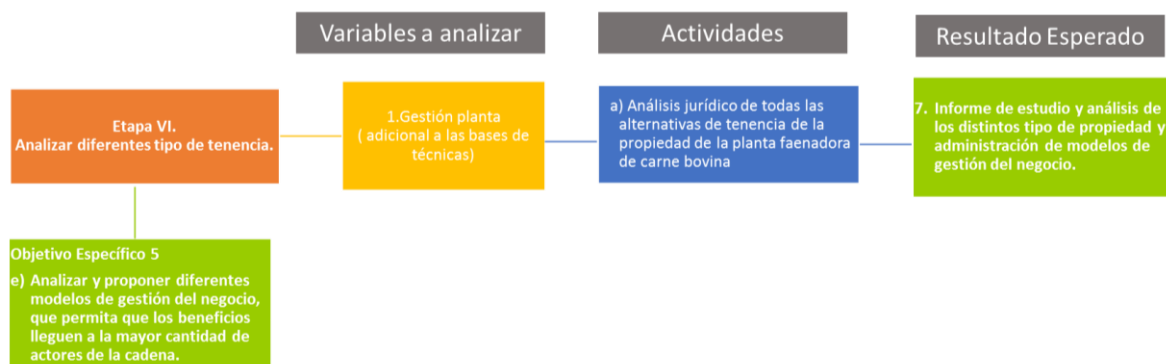 Variables a analizar
Actividades
Resultado Esperado
Etapa VI.
Analizar diferentes tipo de tenencia.
1.Gestión planta
( adicional a las bases de
técnicas)
a) Análisis jurídico de todas las
alternativas de tenencia de la
propiedad de la planta faenadora
de carne bovina
7. Informe de estudio y análisis de
los distintos tipo de propiedad y
administración de modelos de
gestión del negocio.
Objetivo Específico 5
e) Analizar y proponer diferentes
modelos de gestión del negocio,
que permita que los beneficios
lleguen a la mayor cantidad de
actores de la cadena.